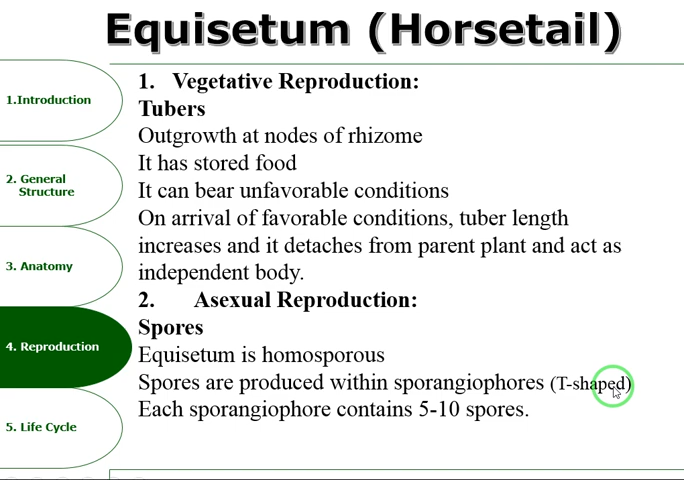 Equisetum (Horsetail)
1.Introduction
2. General
Structure
3. Anatomy
4. Reproduction
5. Life Cycle
1. Vegetative Reproduction:
Tubers
Outgrowth at nodes of rhizome
It has stored food
It can bear unfavorable conditions
On arrival of favorable conditions, tuber length
increases and it detaches from parent plant and act as
independent body.
2. Asexual Reproduction:
Spores
Equisetum is homosporous
Spores are produced within sporangiophores (T-shaped)
Each sporangiophore contains 5-10 spores.